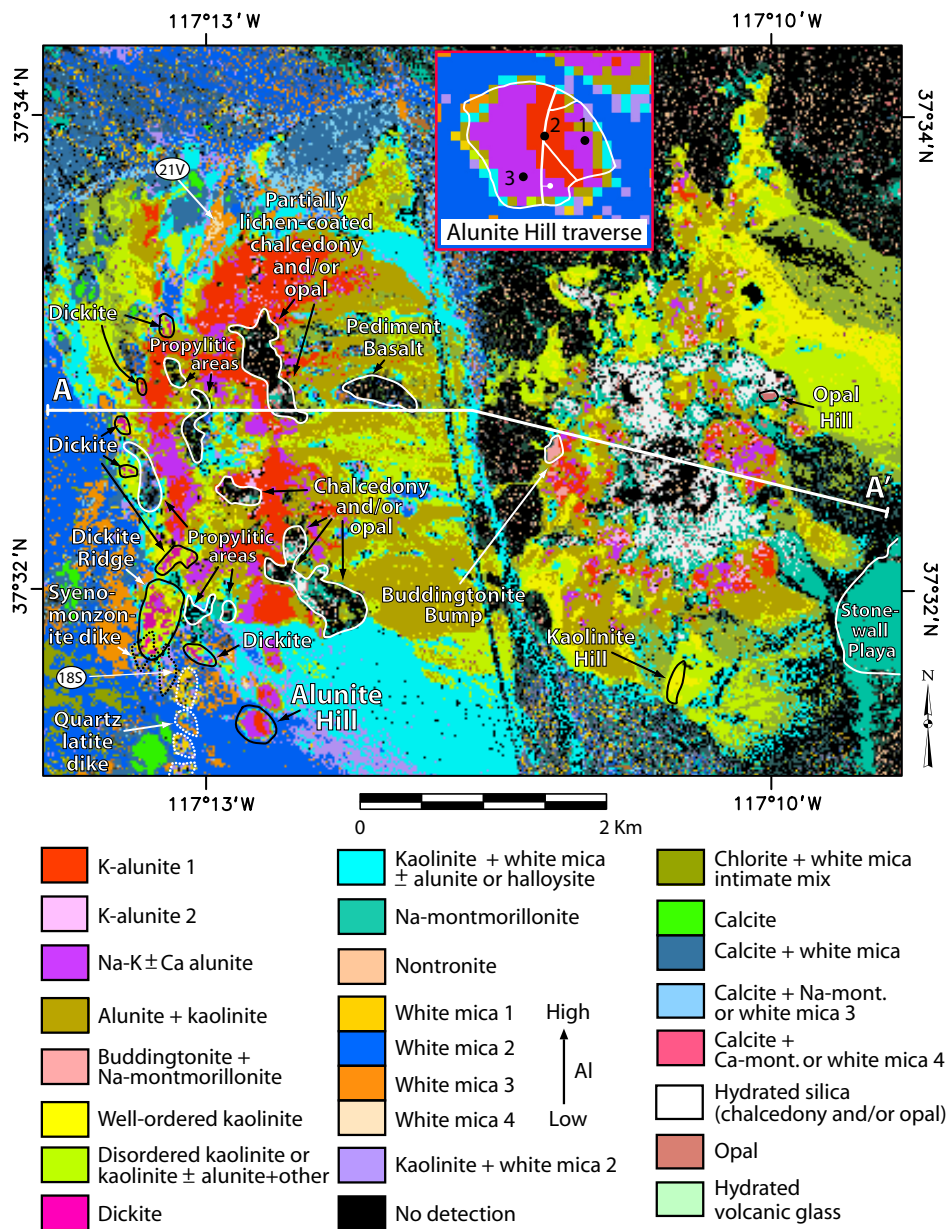 117°13'W
117°10'W
37°34'N
37°34'N
21V
Partially
lichen-coated
chalcedony
and/or
opal
2
1
3
Alunite Hill traverse
Dickite
Propylitic
areas
Pediment
Basalt
A
Opal
Hill
Dickite
Chalcedony
and/or
opal
A'
Dickite
Ridge
Propylitic
areas
37°32'N
37°32'N
Syeno-
monzon-
ite dike
Buddingtonite
Bump
Stone-
wall
Playa
Dickite
Kaolinite
Hill
18S
Alunite
Hill
Z
Quartz
latite
dike
117°13'W
117°10'W
0
2 Km
K-alunite 1
K-alunite 2
Na-K ± Ca alunite
Alunite + kaolinite
Buddingtonite +
Na-montmorillonite
Well-ordered kaolinite
Disordered kaolinite or
kaolinite ± alunite+other
Dickite
Kaolinite + white mica
± alunite or halloysite
Na-montmorillonite
Nontronite
White mica 1
White mica 2
White mica 3
White mica 4
High
Al
Low
Kaolinite + white mica 2
No detection
Chlorite + white mica
intimate mix
Calcite
Calcite + white mica
Calcite + Na-mont.
or white mica 3
Calcite +
Ca-mont. or white mica 4
Hydrated silica
(chalcedony and/or opal)
Opal
Hydrated
volcanic glass